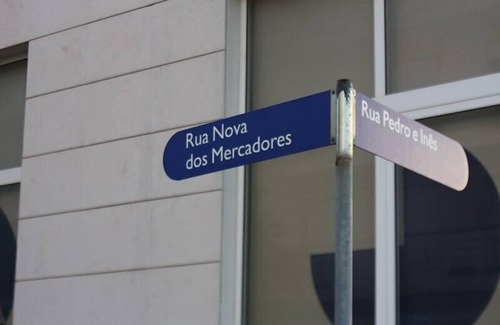 Rua Nova
dos Mercadores
Rua Pedro e Inês